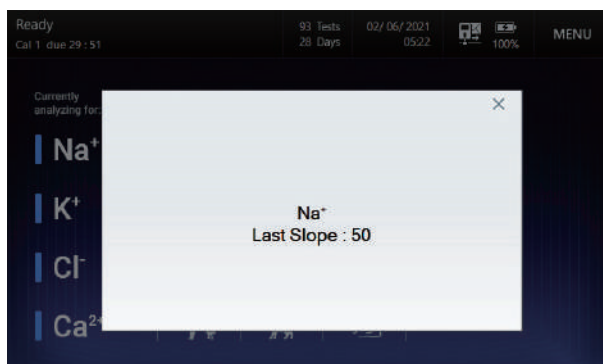 Ready
Cal 1 due 29:51
93 Tests
28 Days
02/06/2021
05:22
100%
MENU
Currently
analyzing for:
Na⁺
K⁺
Cl⁻
Ca²⁺
×
Na⁺
Last Slope : 50